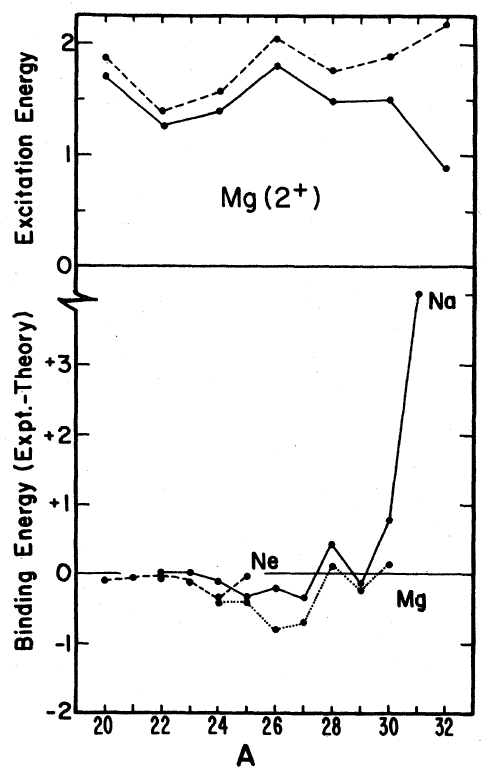 Excitation Energy
2
1
0
Mg(2⁺)
Binding Energy (Expt.-Theory)
+3
+2
+1
0
-1
-2
Na
Ne
Mg
20 22 24 26 28 30 32
A